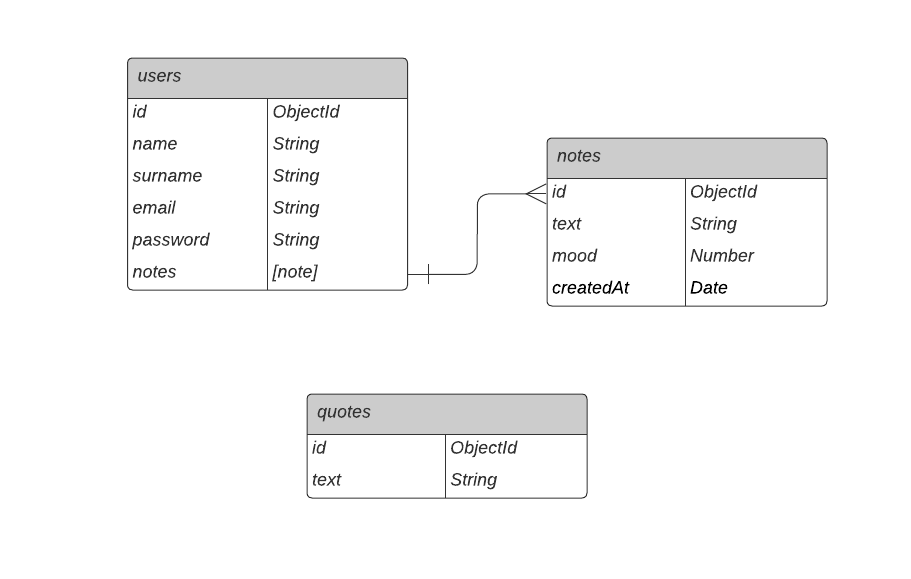 users
id ObjectId
name String
surname String
email String
password String
notes [note]
notes
id ObjectId
text String
mood Number
createdAt Date
quotes
id ObjectId
text String